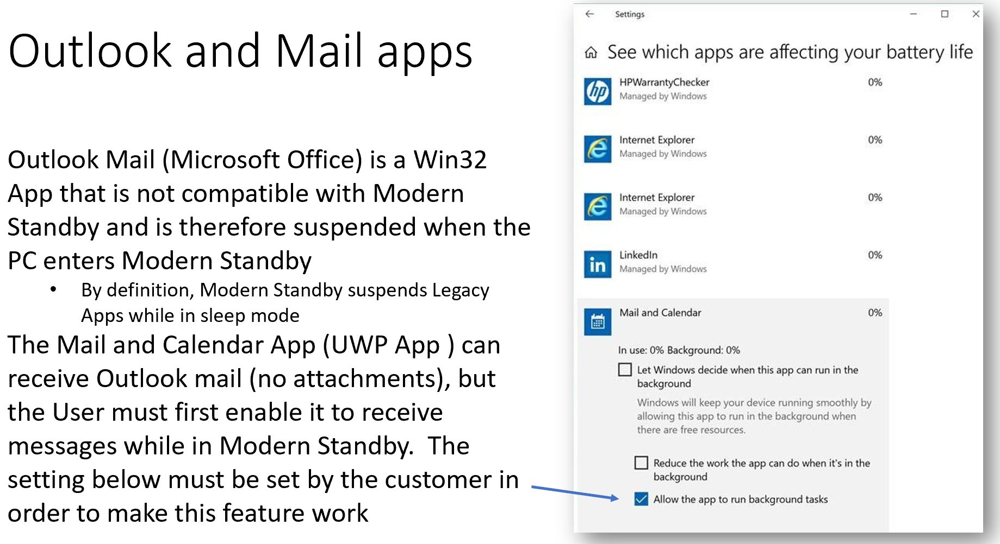 Outlook and Mail apps
Outlook Mail (Microsoft Office) is a Win32
App that is not compatible with Modern
Standby and is therefore suspended when the
PC enters Modern Standby
• By definition, Modern Standby suspends Legacy
Apps while in sleep mode
The Mail and Calendar App (UWP App ) can
receive Outlook mail (no attachments), but
the User must first enable it to receive
messages while in Modern Standby.  The
setting below must be set by the customer in
order to make this feature work
Settings
See which apps are affecting your battery life
hp
HPWarrantyChecker 0%
Managed by Windows
Internet Explorer 0%
Managed by Windows
Internet Explorer 0%
Managed by Windows
in
LinkedIn 0%
Managed by Windows
Mail and Calendar 0%
In use: 0% Background: 0%
Let Windows decide when this app can run in the
background
Windows will keep your device running smoothly by
allowing this app to run in the background when
there are free resources.
Reduce the work the app can do when it's in the
background
Allow the app to run background tasks